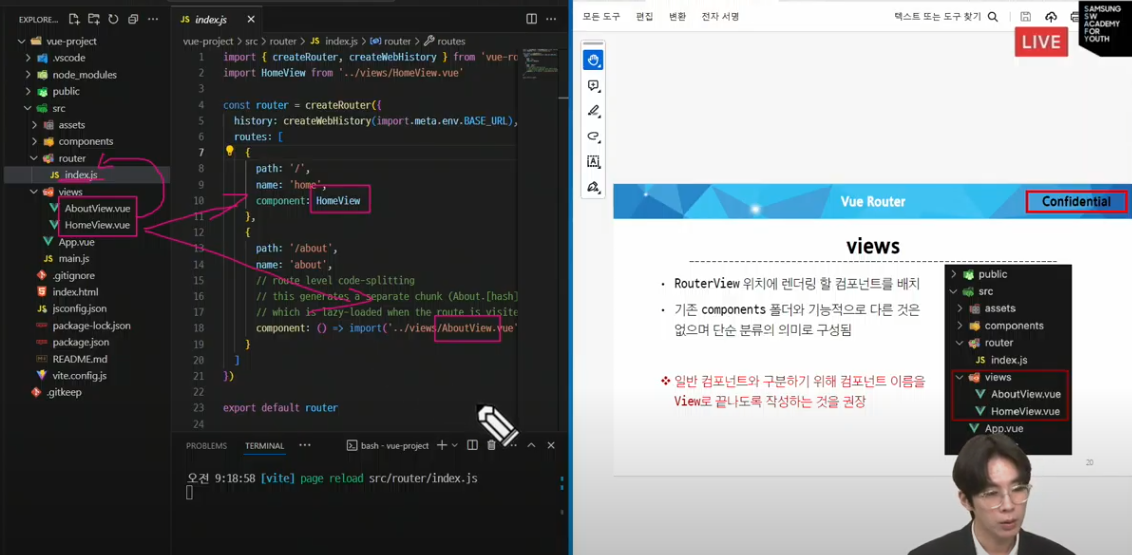 EXPLORE...
vue-project
.vscode
node_modules
public
src
assets
components
router
JS index.js
views
AboutView.vue
HomeView.vue
App.vue
JS main.js
.gitignore
index.html
jsconfig.json
package-lock.json
package.json
README.md
vite.config.js
.gitkeep
JS index.js
vue-project > src > router > JS index.js > router > routes
1 import { createRouter, createWebHistory } from 'vue-ro
2 import HomeView from '../views/HomeView.vue'
3
4 const router = createRouter({
5 history: createWebHistory(import.meta.env.BASE_URL),
6 routes: [
7 {
8 path: '/',
9 name: 'home',
10 component: HomeView
11 },
12 {
13 path: '/about',
14 name: 'about',
15 // route level code-splitting
16 // this generates a separate chunk (About.[hash]
17 // which is lazy-loaded when the route is visite
18 component: () => import('../views/AboutView.vue'
19 }
20 ]
21 })
22
23 export default router
24
PROBLEMS TERMINAL ... bash - vue-project
오전 9:18:58 [vite] page reload src/router/index.js
모든 도구 편집 변환 전자 서명 텍스트 또는 도구 찾기
LIVE
SAMSUNG
SW
ACADEMY
FOR
YOUTH
Vue Router
Confidential
views
· RouterView 위치에 렌더링 할 컴포넌트를 배치
· 기존 components 폴더와 기능적으로 다른 것은
없으며 단순 분류의 의미로 구성됨
❖ 일반 컴포넌트와 구분하기 위해 컴포넌트 이름을
View로 끝나도록 작성하는 것을 권장
public
src
assets
components
router
JS index.js
views
AboutView.vue
HomeView.vue
App.vue
20